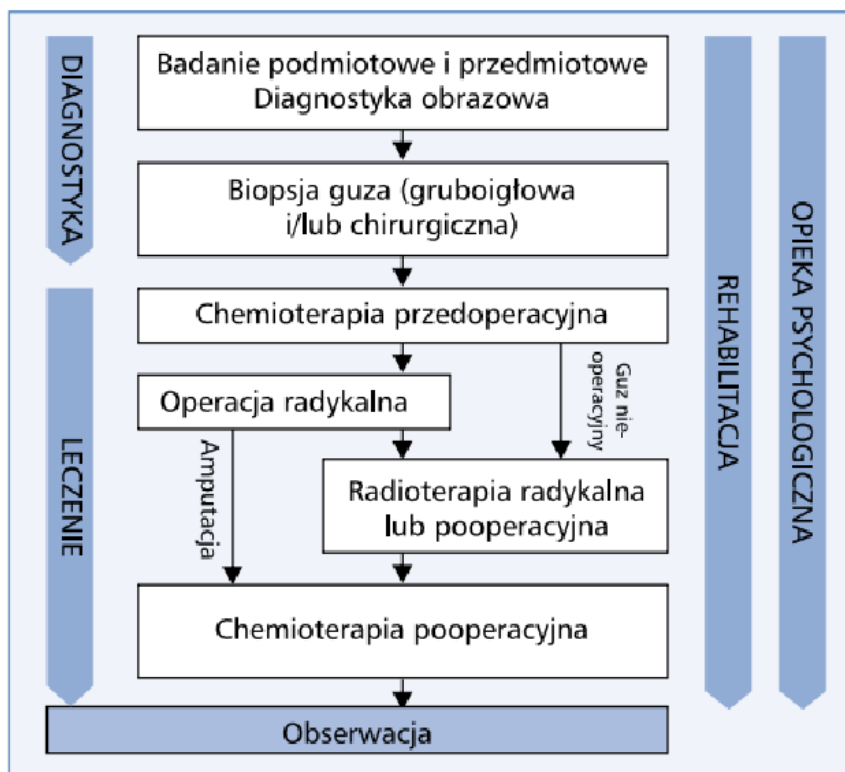 DIAGNOSTYKA
Badanie podmiotowe i przedmiotowe
Diagnostyka obrazowa
Biopsja guza (gruboigłowa
i/lub chirurgiczna)
LECZENIE
Chemioterapia przedoperacyjna
Guz nie-
operacyjny
Operacja radykalna
Amputacja
Radioterapia radykalna
lub pooperacyjna
Chemioterapia pooperacyjna
Obserwacja
REHABILITACJA
OPIEKA PSYCHOLOGICZNA